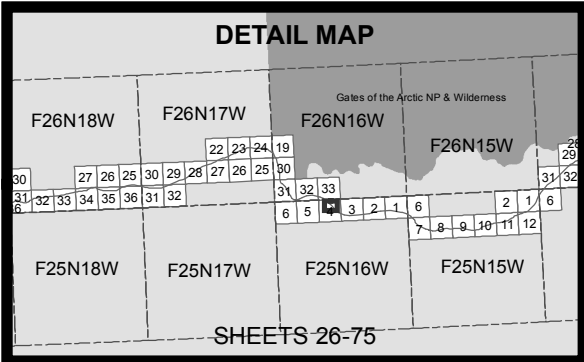 DETAIL MAP
Gates of the Arctic NP & Wilderness
F26N18W F26N17W F26N16W F26N15W
22 23 24 19 28
30 27 26 25 30 29 28 27 26 25 30 29
31 32 33 31 32
31 32 33 34 35 36 31 32
6 6 5 4 3 2 1 6 2 1 6
7 8 9 10 11 12
F25N18W F25N17W F25N16W F25N15W
SHEETS 26-75